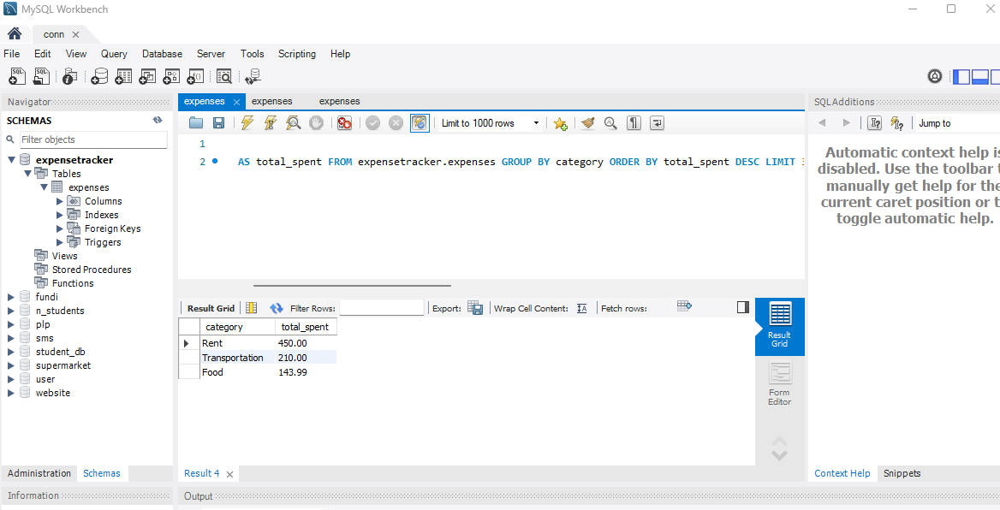 MySQL Workbench
conn
File Edit View Query Database Server Tools Scripting Help
Navigator
SCHEMAS
Filter objects
expensetracker
Tables
expenses
Columns
Indexes
Foreign Keys
Triggers
Views
Stored Procedures
Functions
fundi
n_students
plp
sms
student_db
supermarket
user
website
Administration Schemas
Information
expenses expenses expenses
Limit to 1000 rows
1
2 AS total_spent FROM expensetracker.expenses GROUP BY category ORDER BY total_spent DESC LIMIT
Result Grid Filter Rows: Export: Wrap Cell Content: Fetch rows:
category total_spent
Rent 450.00
Transportation 210.00
Food 143.99
Result
Grid
Form
Editor
Result 4
Output
SQLAdditions
Jump to
Automatic context help is
disabled. Use the toolbar t
manually get help for the
current caret position or t
toggle automatic help.
Context Help Snippets